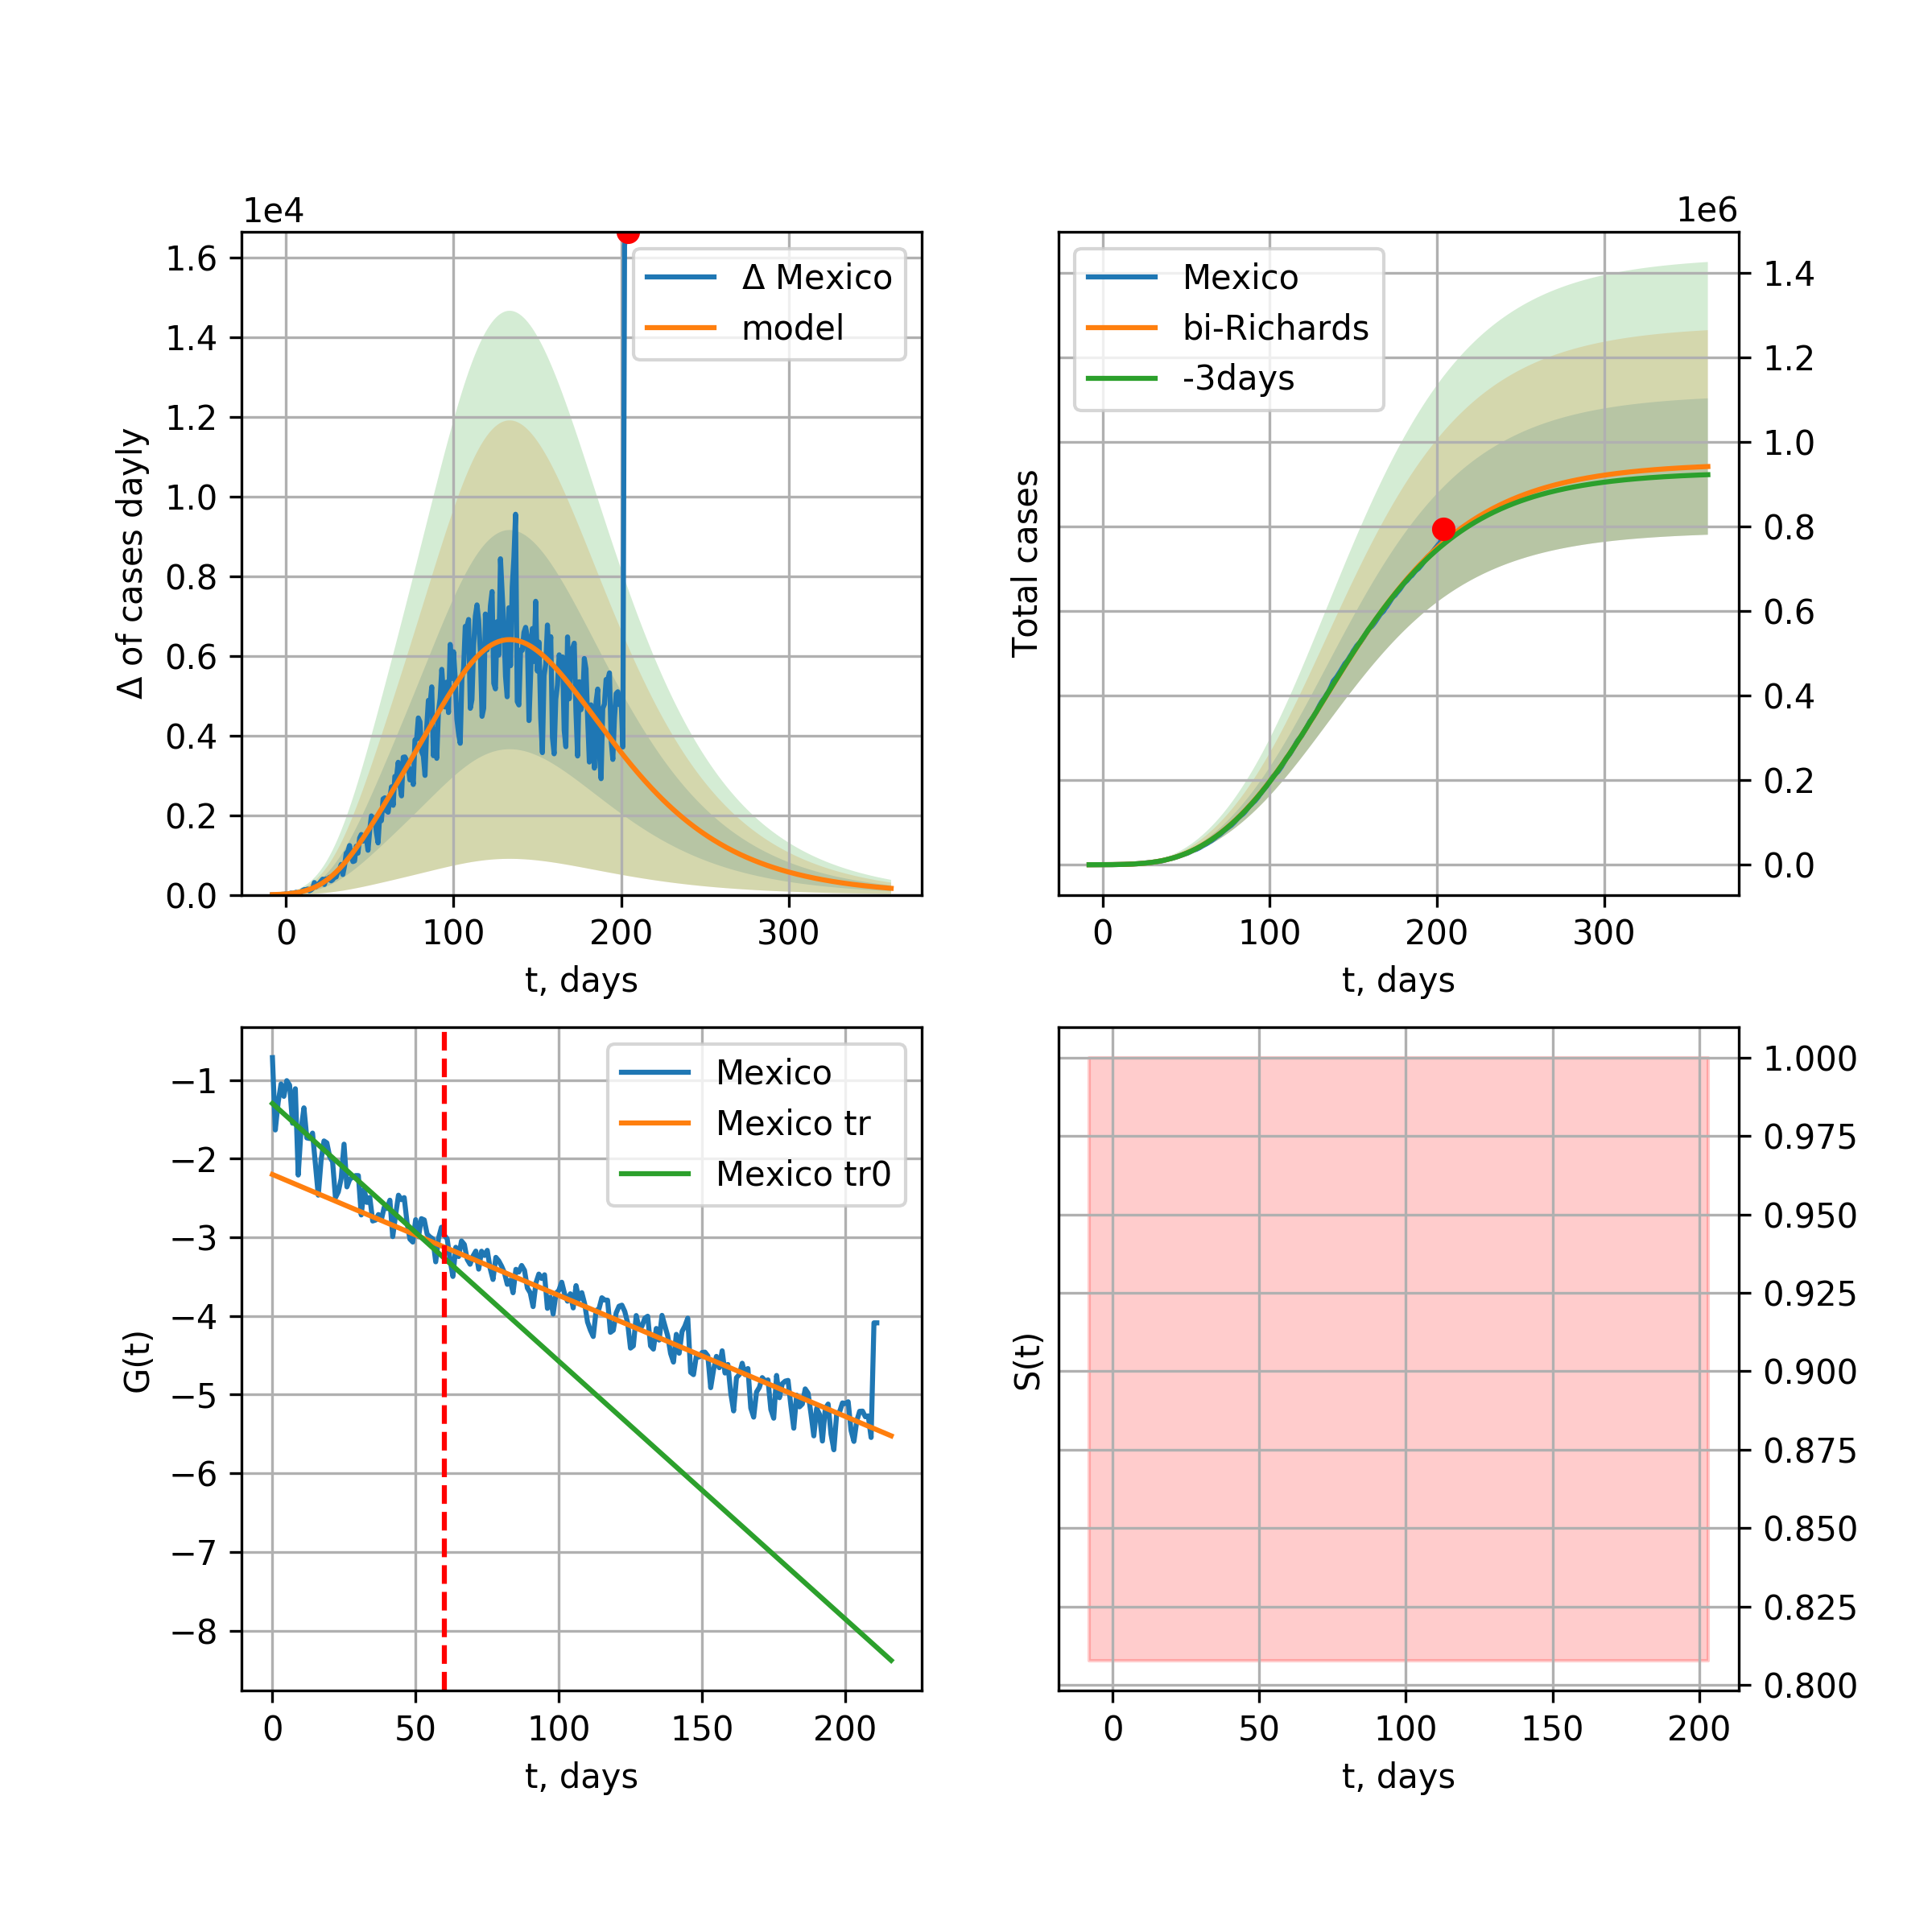 1e4
Δ of cases dayly
1.6
1.4
1.2
1.0
0.8
0.6
0.4
0.2
0.0
Δ Mexico
model
0 100 200 300
t, days
1e6
Mexico
bi-Richards
-3days
Total cases
1.4
1.2
1.0
0.8
0.6
0.4
0.2
0.0
0 100 200 300
t, days
G(t)
−1
−2
−3
−4
−5
−6
−7
−8
Mexico
Mexico tr
Mexico tr0
0 50 100 150 200
t, days
S(t)
1.000
0.975
0.950
0.925
0.900
0.875
0.850
0.825
0.800
0 50 100 150 200
t, days